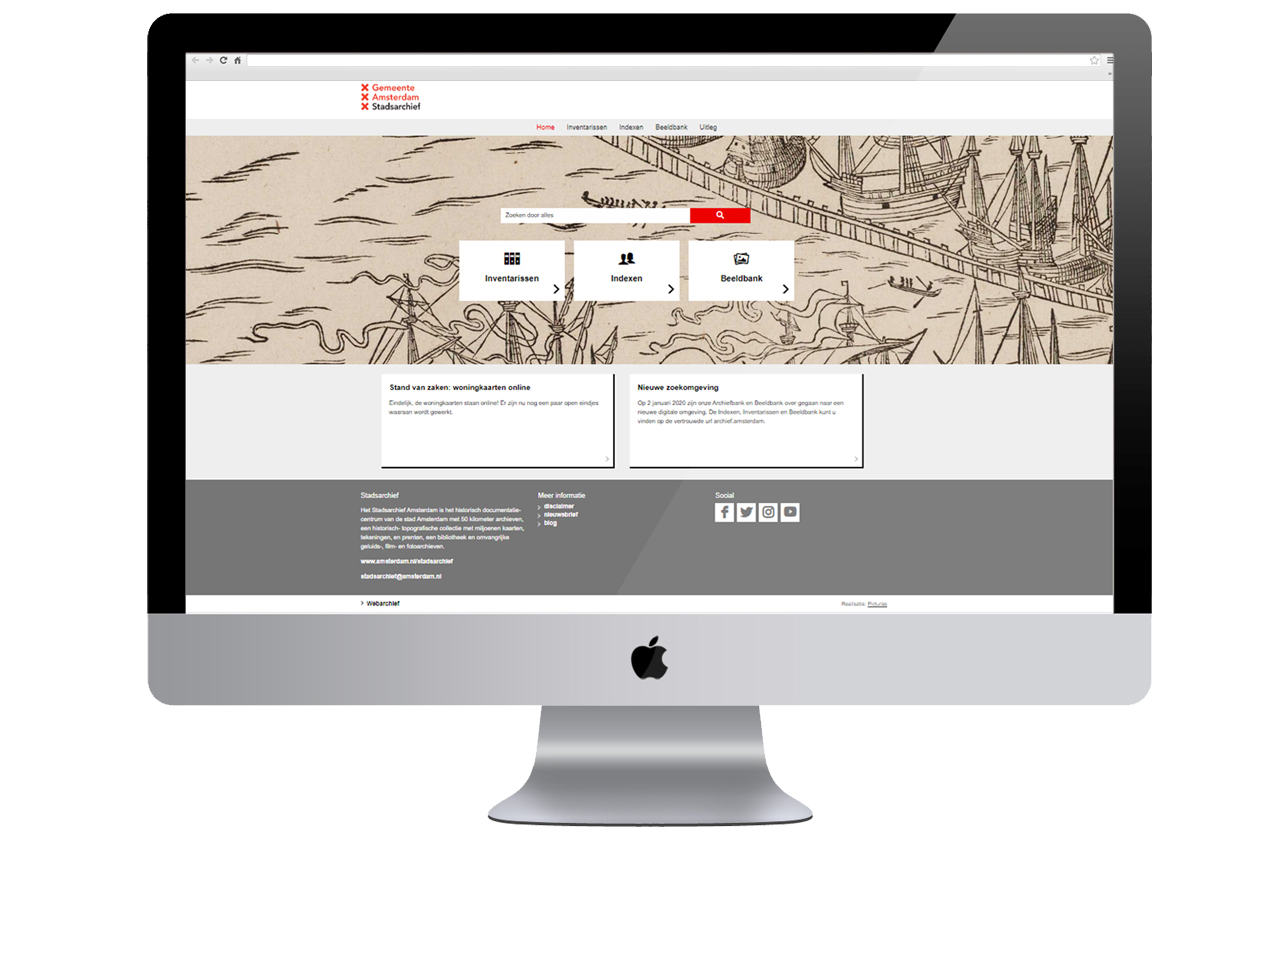 Gemeente
Amsterdam
Stadsarchief
Home Inventarissen Indexen Beeldbank Uitleg
Zoeken door alles
Inventarissen Indexen Beeldbank
Stand van zaken: woningkaarten online
Eindelijk, de woningkaarten staan online! Er zijn nu nog een paar open eindjes
waaraan wordt gewerkt.
Nieuwe zoekomgeving
Op 2 januari 2020 zijn onze Archiefbank en Beeldbank over gegaan naar een
nieuwe digitale omgeving. De Indexen, Inventarissen en Beeldbank kunt u
vinden op de vertrouwde url archief.amsterdam.
Stadsarchief
Het Stadsarchief Amsterdam is het historisch documentatie-
centrum van de stad Amsterdam met 50 kilometer archieven,
een historisch- topografische collectie met miljoenen kaarten,
tekeningen, en prenten, een bibliotheek en omvangrijke
geluids-, film- en fotoarchieven.
www.amsterdam.nl/stadsarchief
stadsarchief@amsterdam.nl
Meer informatie
disclaimer
nieuwsbrief
blog
Social
Webarchief
Realisatie: Picturae